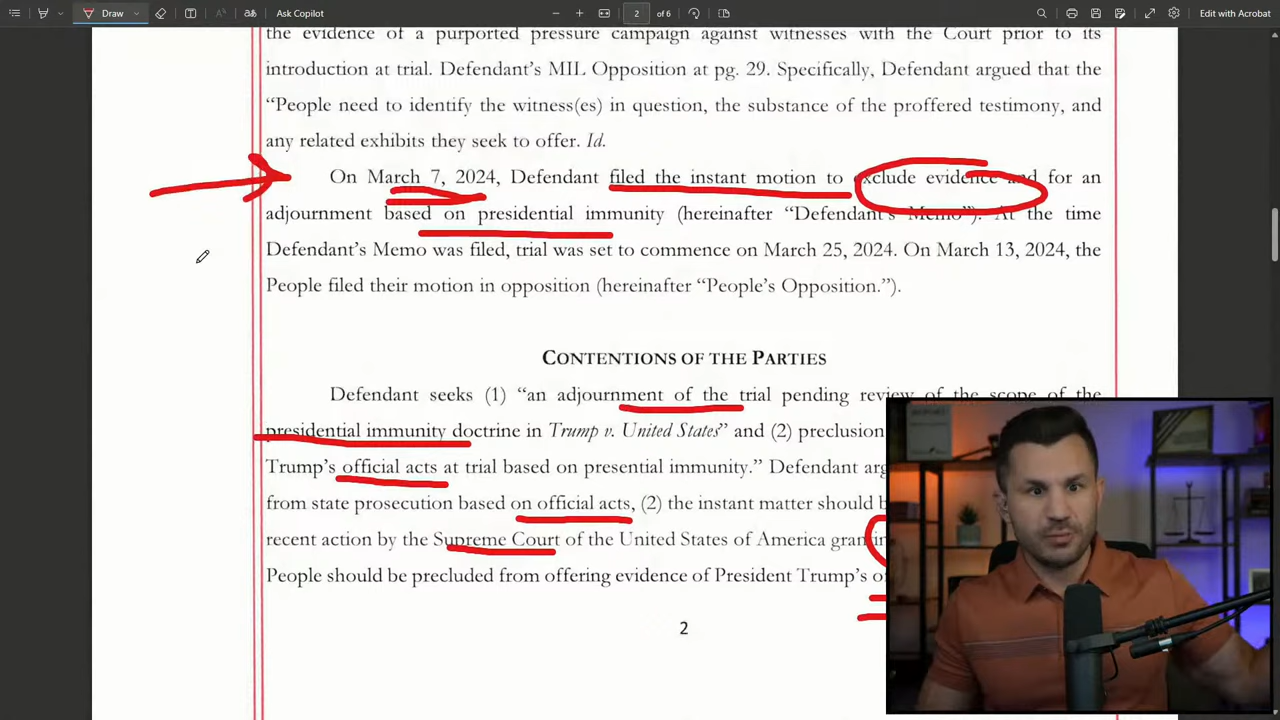 Draw
aあ
Ask Copilot
2 of 6
Edit with Acrobat
the evidence of a purported pressure campaign against witnesses with the Court prior to its
introduction at trial. Defendant's MIL Opposition at pg. 29. Specifically, Defendant argued that the
“People need to identify the witness(es) in question, the substance of the proffered testimony, and
any related exhibits they seek to offer. Id.
On March 7, 2024, Defendant filed the instant motion to exclude evidence and for an
adjournment based on presidential immunity (hereinafter “Defendant's Memo”). At the time
Defendant's Memo was filed, trial was set to commence on March 25, 2024. On March 13, 2024, the
People filed their motion in opposition (hereinafter “People's Opposition.”).
CONTENTIONS OF THE PARTIES
Defendant seeks (1) “an adjournment of the trial pending review of the scope of the
presidential immunity doctrine in Trump v. United States” and (2) preclusion
Trump's official acts at trial based on presential immunity.” Defendant
from state prosecution based on official acts, (2) the instant matter should
recent action by the Supreme Court of the United States of America
People should be precluded from offering evidence of President Trump's
2